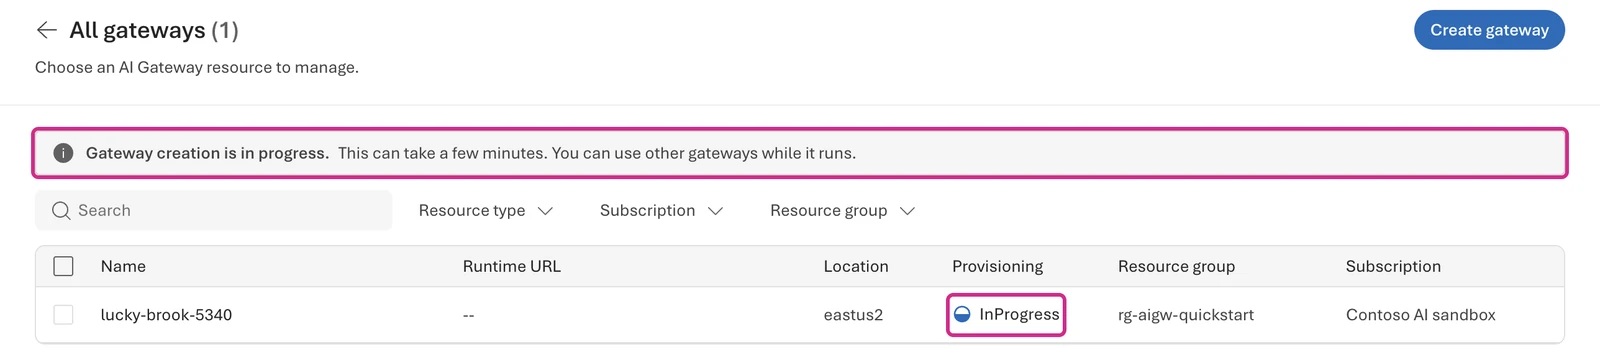 All gateways (1)
Create gateway
Choose an AI Gateway resource to manage.
Gateway creation is in progress. This can take a few minutes. You can use other gateways while it runs.
Search Resource type Subscription Resource group
Name Runtime URL Location Provisioning Resource group Subscription
lucky-brook-5340 -- eastus2 InProgress rg-aigw-quickstart Contoso AI sandbox